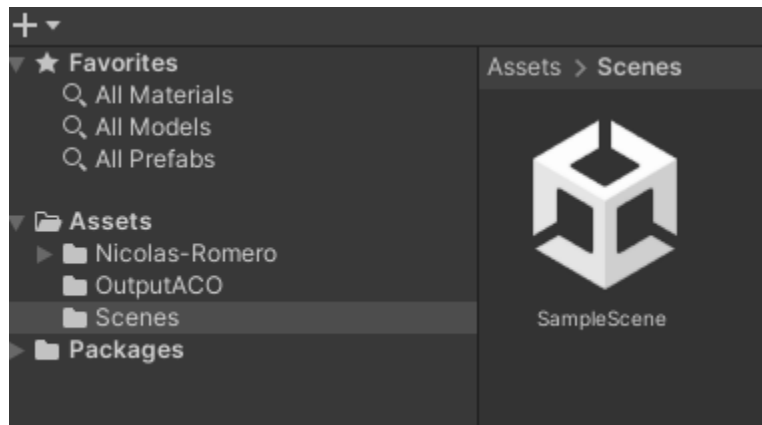 Favorites
All Materials
All Models
All Prefabs
Assets
Nicolas-Romero
OutputACO
Scenes
Packages
Assets > Scenes
SampleScene